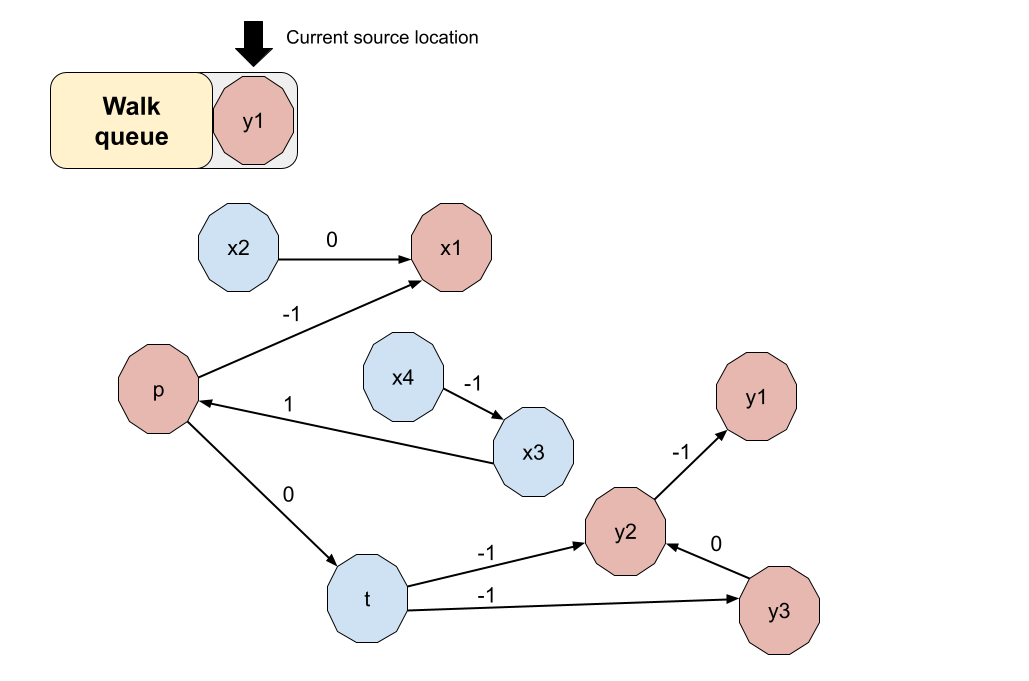 Current source location
Walk
queue
y1
x2
0
x1
-1
x4
-1
p
1
y1
x3
-1
0
y2
-1
0
t
-1
y3